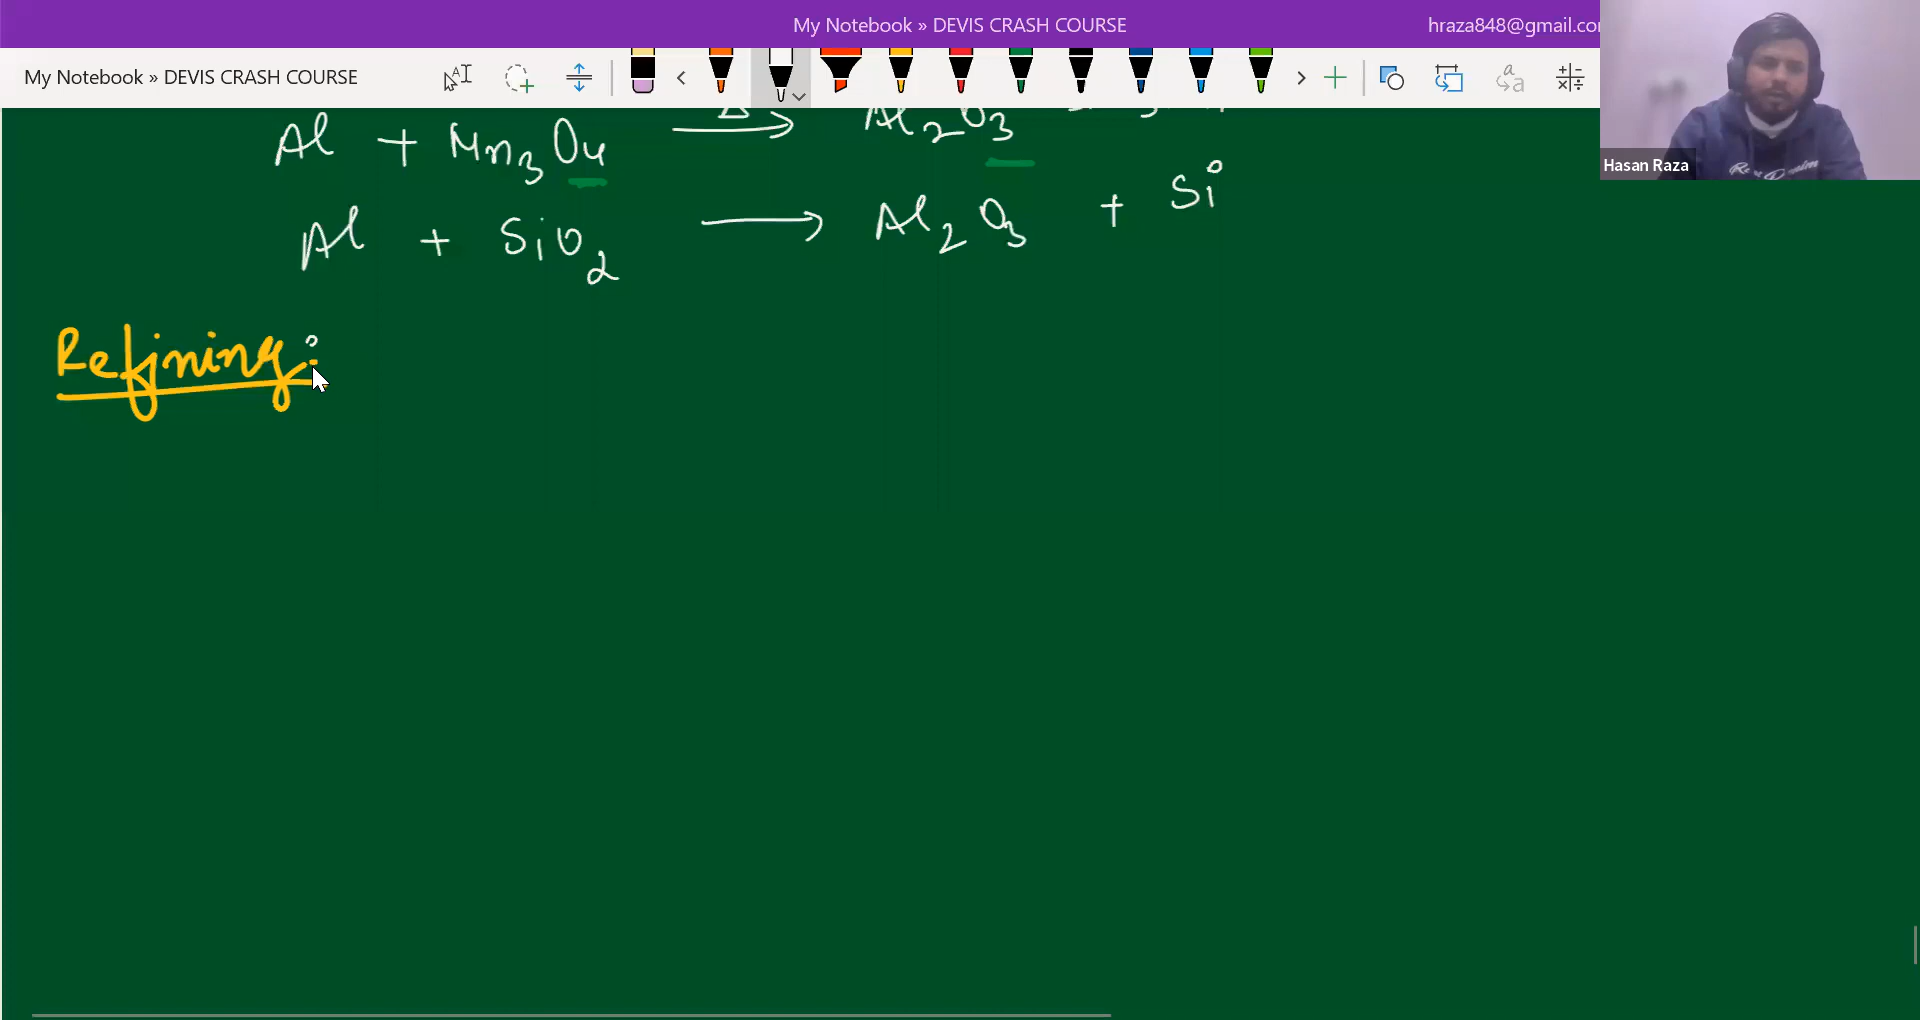 My Notebook » DEVIS CRASH COURSE
hraza848@gmail.co
My Notebook » DEVIS CRASH COURSE
Hasan Raza
Al + Mn3O4 → Al2O3
Al + SiO2 → Al2O3 + Si
Refining: